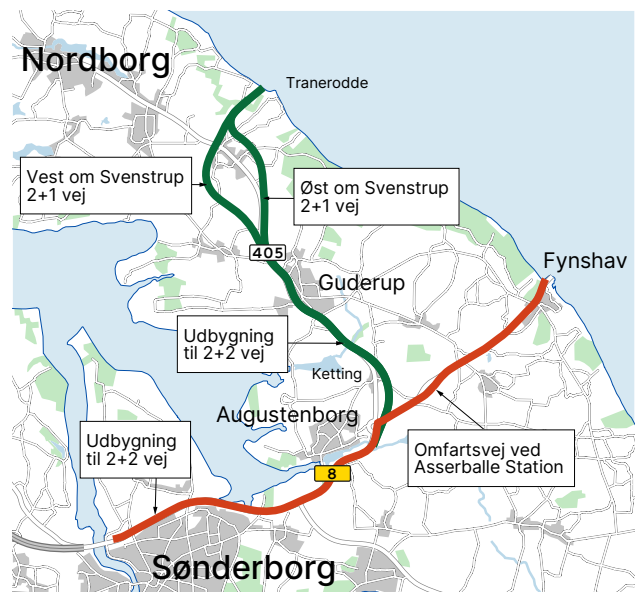 Nordborg
Tranerodde
Vest om Svenstrup
2+1 vej
Øst om Svenstrup
2+1 vej
405
Fynshav
Guderup
Udbygning
til 2+2 vej
Ketting
Augustenborg
Udbygning
til 2+2 vej
Omfartsvej ved
Asserballe Station
8
Sønderborg